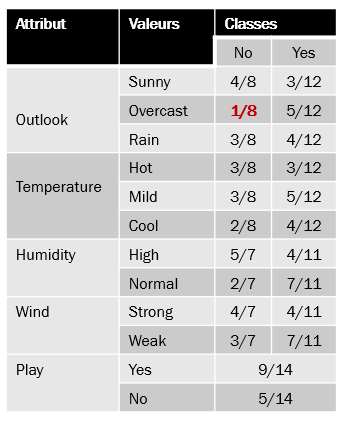 Attribut Valeurs Classes
No Yes
Outlook Sunny 4/8 3/12
Overcast 1/8 5/12
Rain 3/8 4/12
Temperature Hot 3/8 3/12
Mild 3/8 5/12
Cool 2/8 4/12
Humidity High 5/7 4/11
Normal 2/7 7/11
Wind Strong 4/7 4/11
Weak 3/7 7/11
Play Yes 9/14
No 5/14